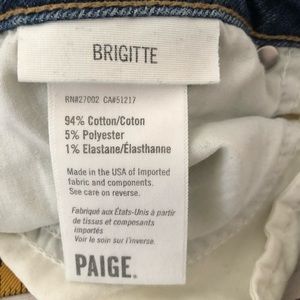 BRIGITTE
RN#27002 CA#51217
94% Cotton/Coton
5% Polyester
1% Elastane/Élasthanne
Made in the USA of Imported
fabric and components.
See care on reverse.
Fabriqué aux États-Unis à partir
de tissus et composants
importés
Voir le soin sur l'inverse.
PAIGE.